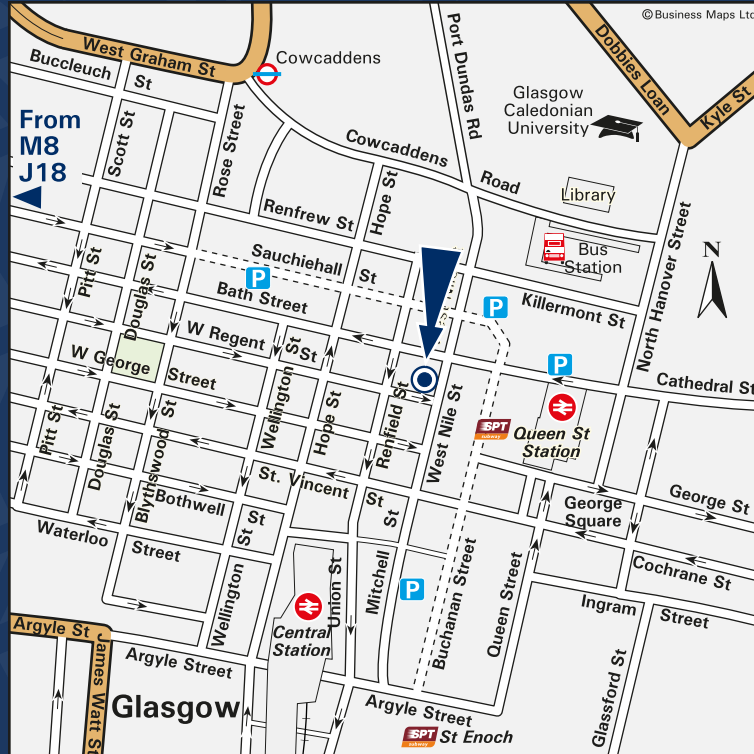 © Business Maps Ltd
West Graham St
Cowcaddens
Buccleuch
St
Port Dundas Rd
Dobbies Loan
Kyle St
Glasgow
Caledonian
University
From
M8
J18
Scott St
Rose Street
Cowcaddens
Road
Library
Hope St
Renfrew St
Bus
Station
N
Sauchiehall
St
Pitt St
Douglas St
P
Bath Street
P
Killermont St
North Hanover Street
W Regent
St
W George
Street
Wellington St
P
Cathedral St
Pitt St
Douglas St
Blythswood St
Hope St
Renfield St
West Nile St
SPT
subway
Queen St
Station
St. Vincent
St
Bothwell
St
George
Square
George St
Waterloo
Street
Wellington St
Union St
Mitchell St
P
Buchanan Street
Queen Street
Cochrane St
Ingram
Street
Central
Station
Argyle St
James Watt St
Argyle Street
Glasgow
Argyle Street
Glassford St
SPT
subway
St Enoch